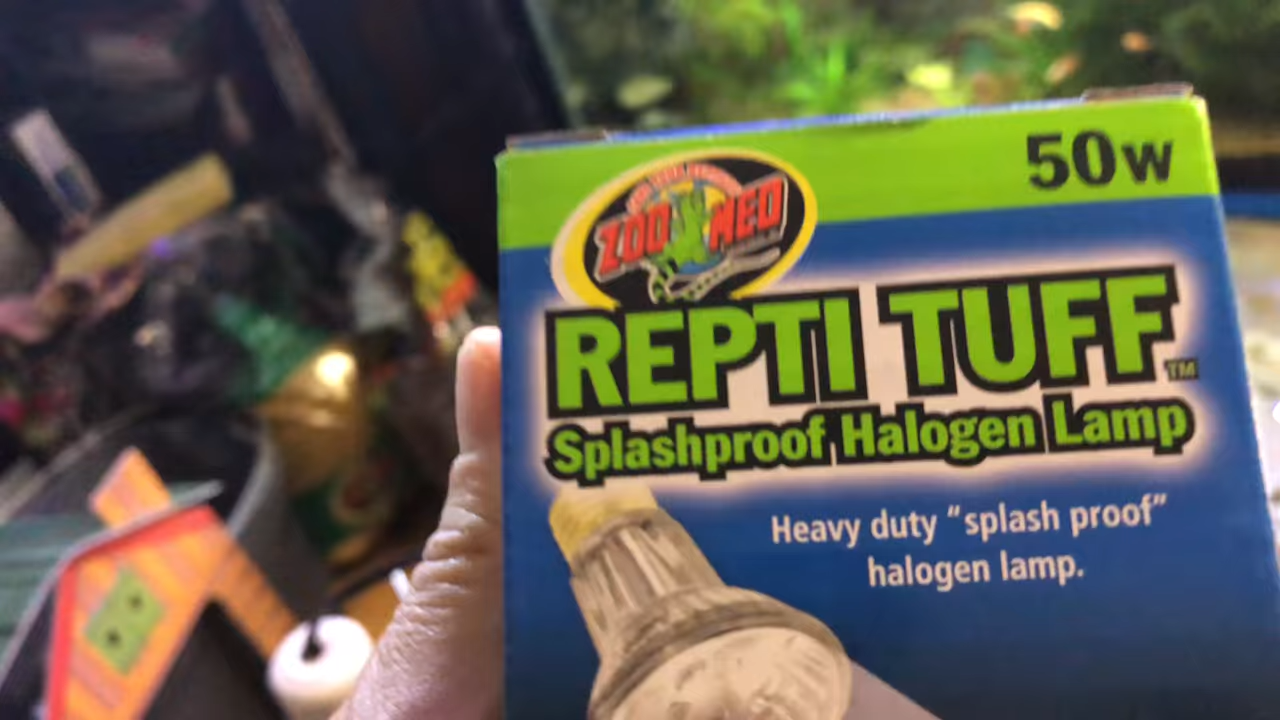 50w
ZOO MED
REPTI TUFF™
Splashproof Halogen Lamp
Heavy duty "splash proof"
halogen lamp.